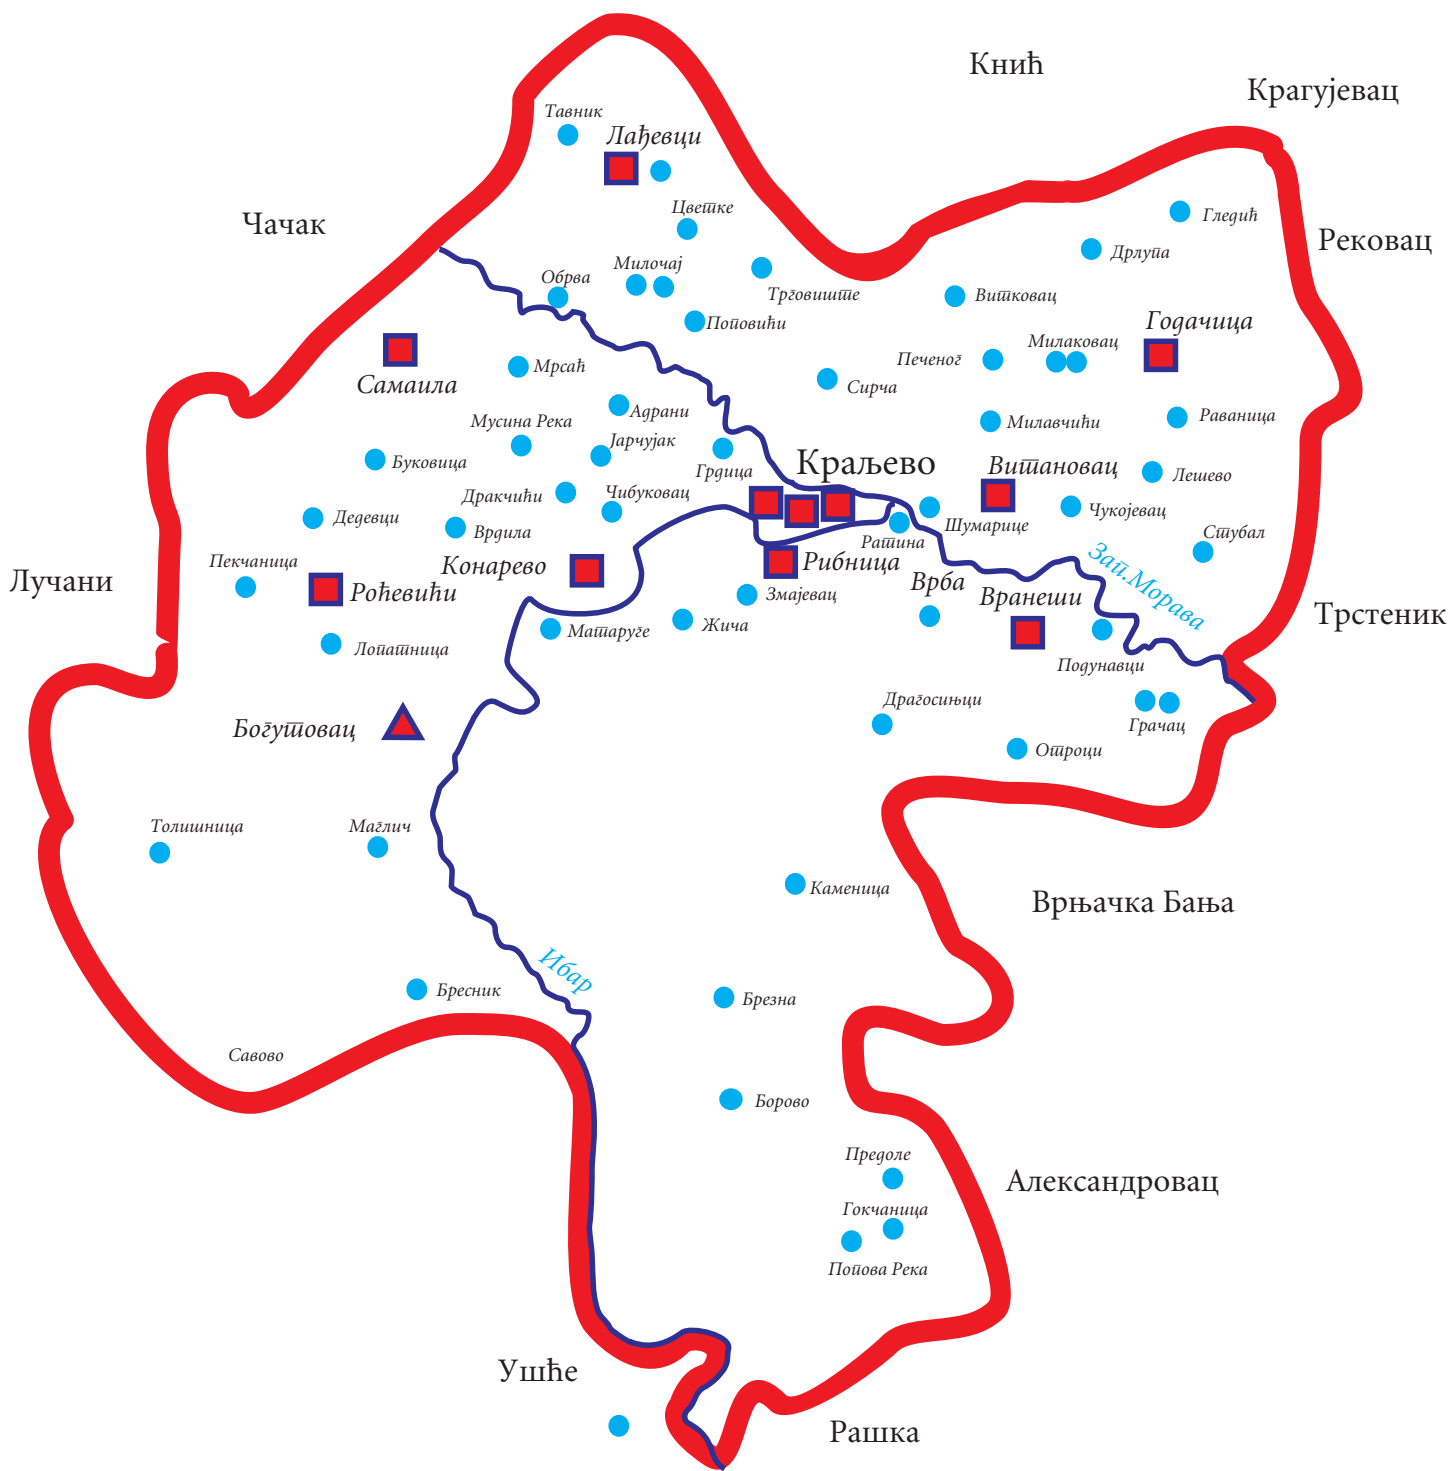 Кнић
Крагујевац
Тавник
Лађевци
Чачак
Цветке
Гледић
Рековац
Дрлупа
Милочај
Обрва
Трговиште
Витковац
Поповићи
Годачица
Милаковац
Печеног
Мрсаћ
Самаила
Сирча
Адрани
Мусина Река
Јарчујак
Милавчићи
Раваница
Буковица
Грдица
Краљево
Витановац
Лешево
Дракчићи
Чибуковац
Чукојевац
Дедевци
Врдила
Шумарице
Ратина
Стубал
Пекчаница
Конарево
Рибница
Зап.Морава
Лучани
Роћевићи
Змајевац
Врба
Вранеши
Трстеник
Матаруге
Жича
Лопатница
Подунавци
Драгосињци
Богутовац
Грачац
Отроци
Толишница
Маглич
Каменица
Врњачка Бања
Ибар
Бресник
Брезна
Савово
Борово
Предоле
Александровац
Гокчаница
Попова Река
Ушће
Рашка